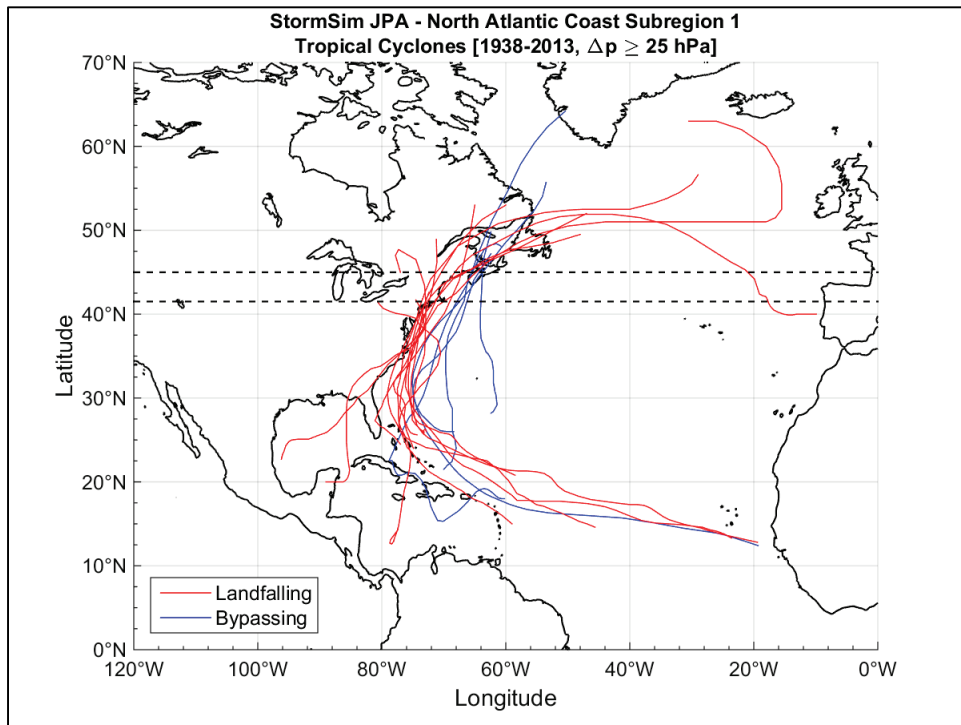 StormSim JPA - North Atlantic Coast Subregion 1
Tropical Cyclones [1938-2013, Δp ≥ 25 hPa]
70°N
60°N
50°N
40°N
30°N
20°N
10°N
0°N
Latitude
Landfalling
Bypassing
120°W 100°W 80°W 60°W 40°W 20°W 0°W
Longitude